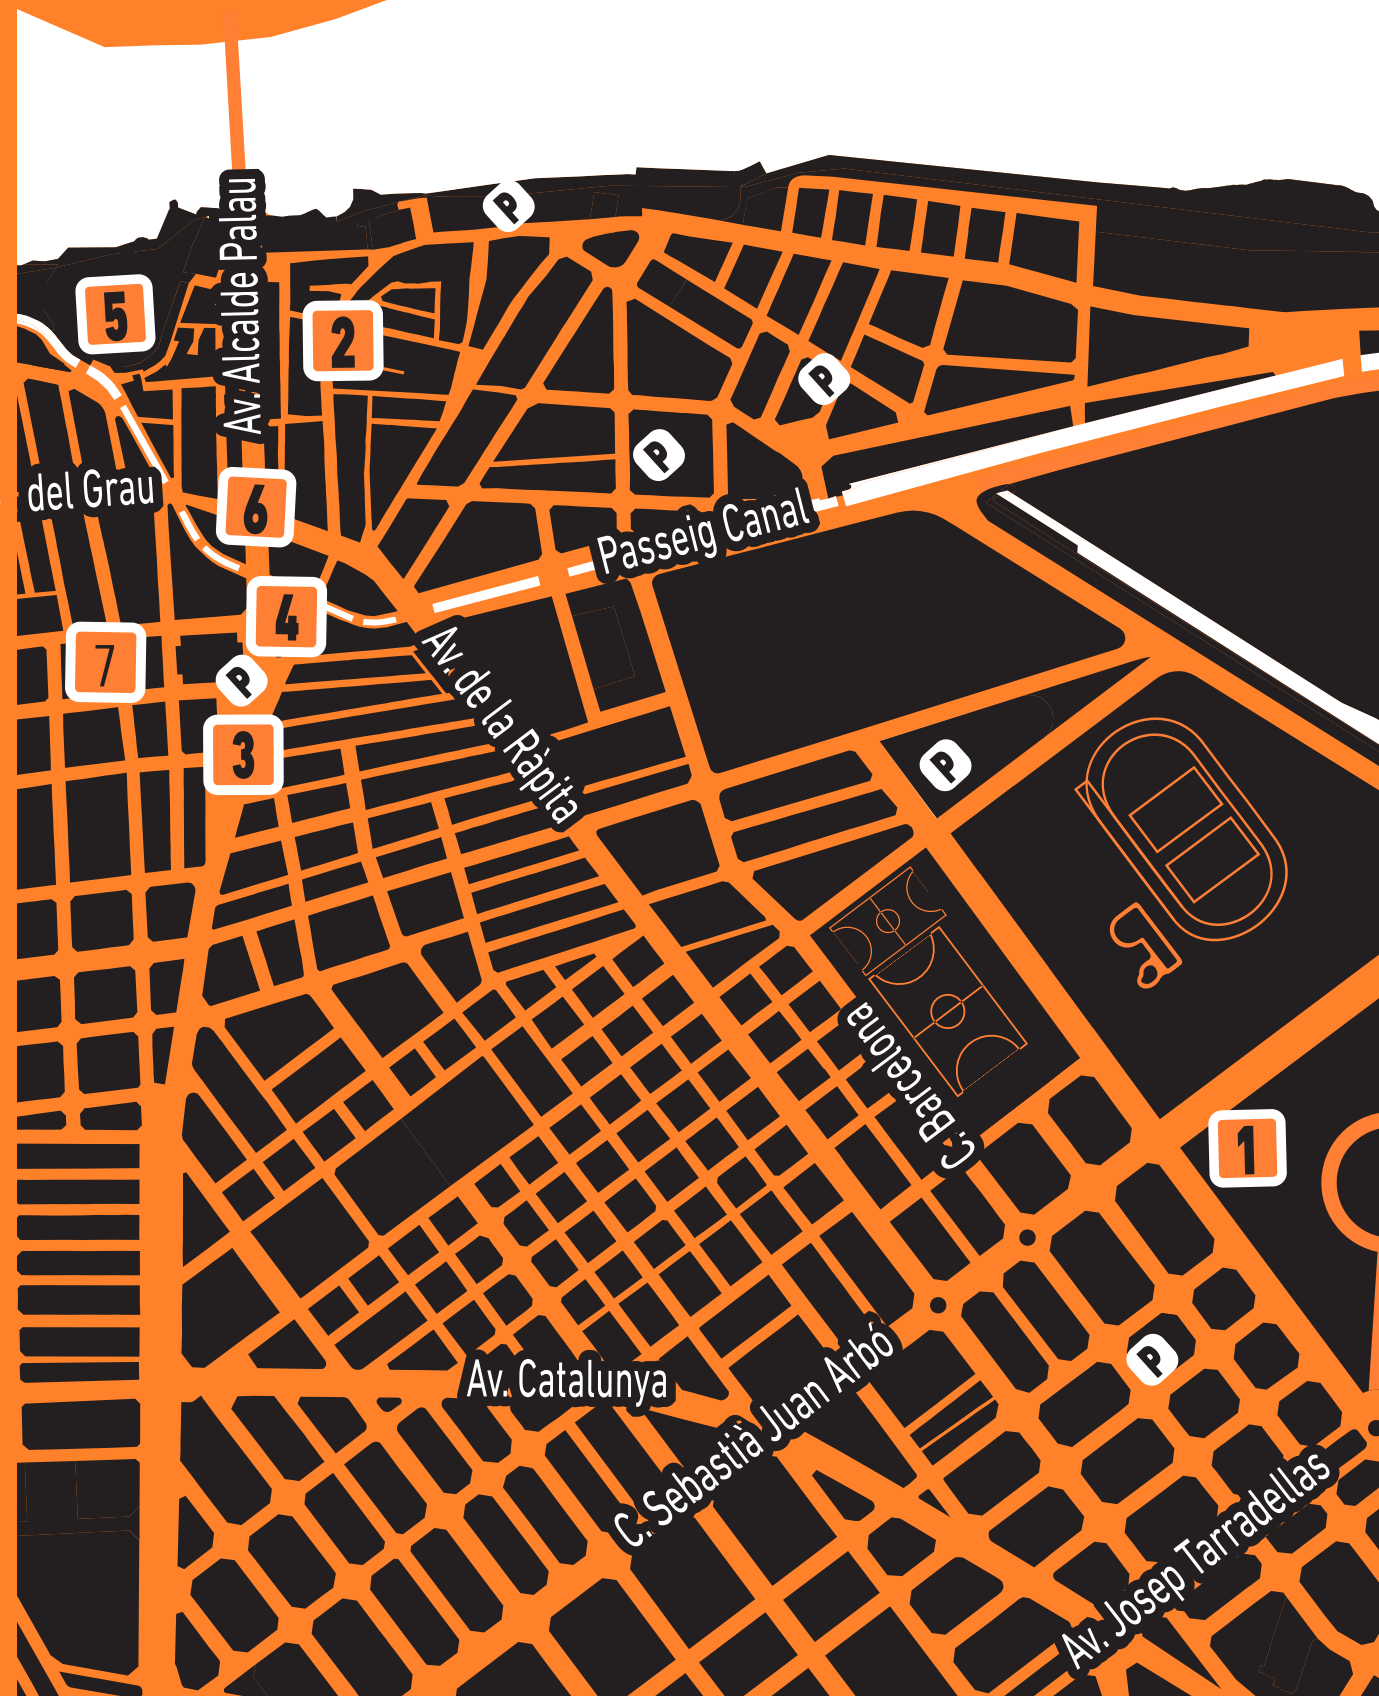 P
Av. Alcalde Palau
5
2
P
P
del Grau
6
Passeig Canal
4
7
P
Av. de la Ràpita
3
P
C. Barcelona
1
P
Av. Catalunya
C. Sebastià Juan Arbó
Av. Josep Tarradellas